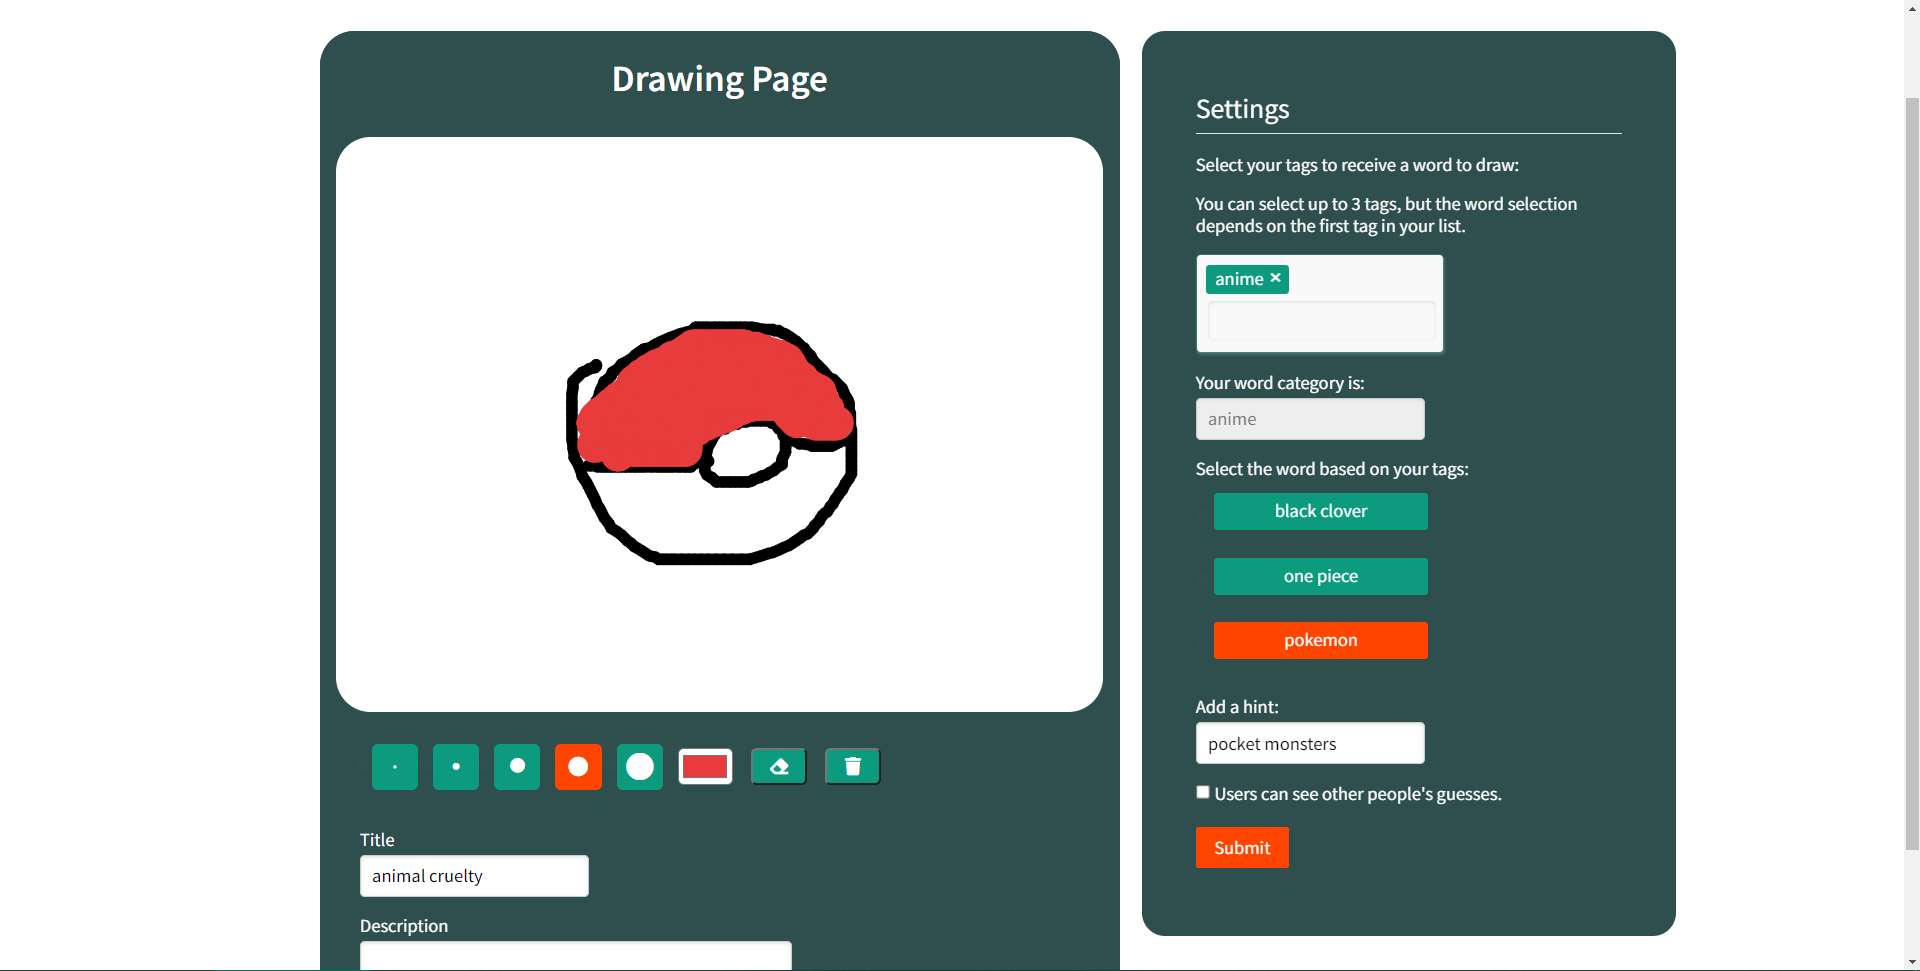 Drawing Page
Title
animal cruelty
Description
Settings
Select your tags to receive a word to draw:
You can select up to 3 tags, but the word selection
depends on the first tag in your list.
anime ×
Your word category is:
anime
Select the word based on your tags:
black clover
one piece
pokemon
Add a hint:
pocket monsters
Users can see other people's guesses.
Submit